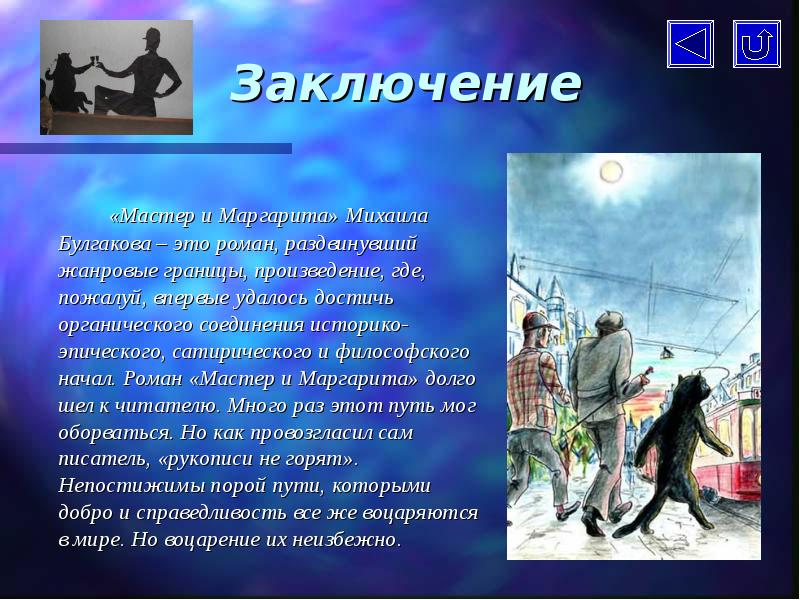 Заключение
«Мастер и Маргарита» Михаила
Булгакова – это роман, раздвинувший
жанровые границы, произведение, где,
пожалуй, впервые удалось достичь
органического соединения историко-
эпического, сатирического и философского
начал. Роман «Мастер и Маргарита» долго
шел к читателю. Много раз этот путь мог
оборваться. Но как провозгласил сам
писатель, «рукописи не горят».
Непостижимы порой пути, которыми
добро и справедливость все же воцаряются
в мире. Но воцарение их неизбежно.